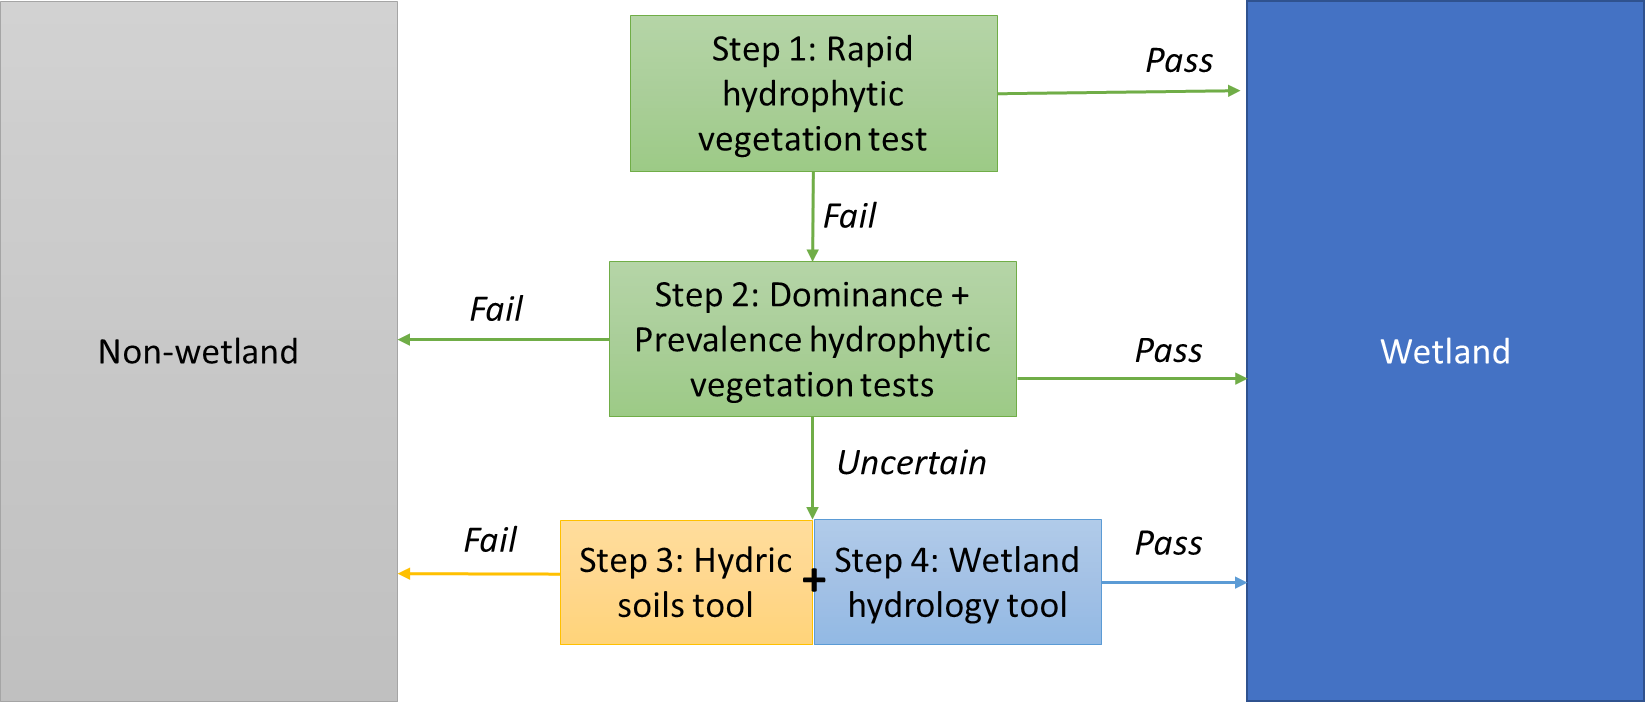 Step 1: Rapid
hydrophytic
vegetation test
Pass
Fail
Step 2: Dominance +
Prevalence hydrophytic
vegetation tests
Fail
Pass
Non-wetland
Wetland
Uncertain
Fail
Step 3: Hydric
soils tool
+
Step 4: Wetland
hydrology tool
Pass